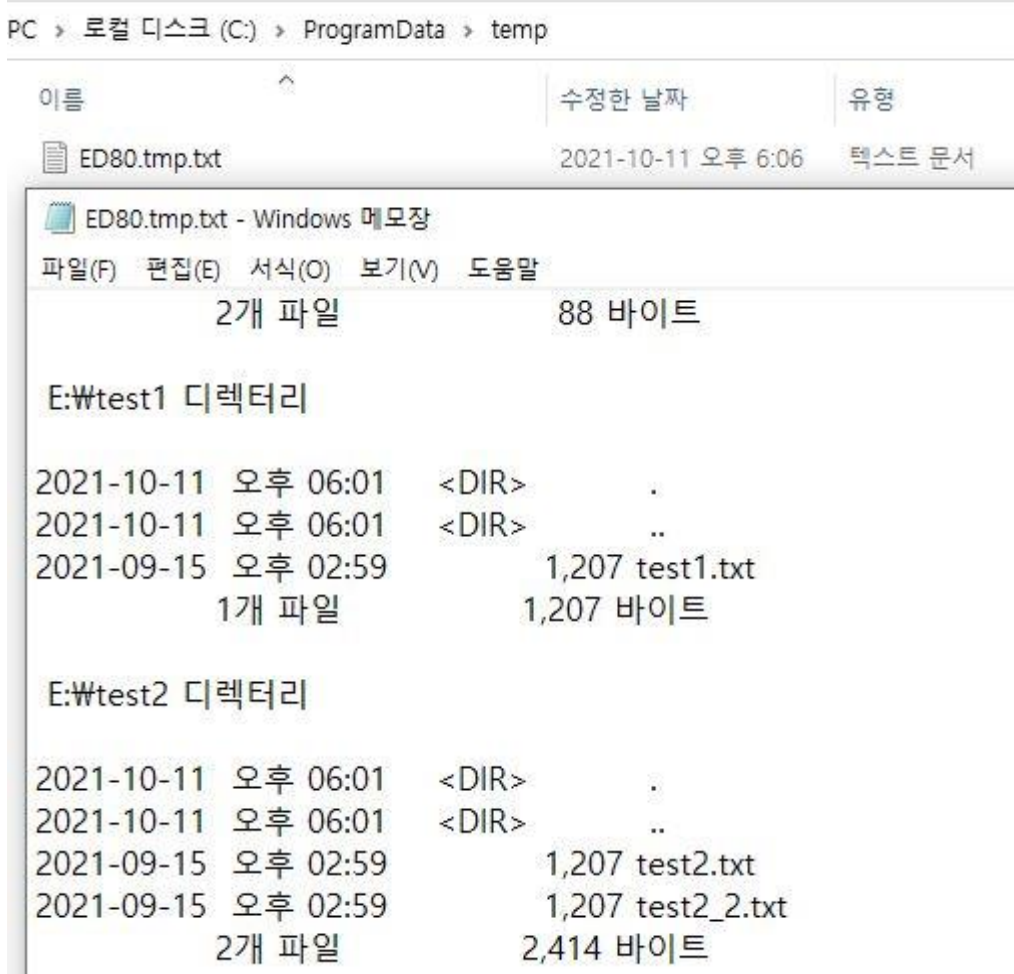 PC > 로컬 디스크 (C:) > ProgramData > temp
이름 수정한 날짜 유형
ED80.tmp.txt 2021-10-11 오후 6:06 텍스트 문서
ED80.tmp.txt - Windows 메모장
파일(F) 편집(E) 서식(O) 보기(V) 도움말
2개 파일 88 바이트
E:₩test1 디렉터리
2021-10-11 오후 06:01 <DIR> .
2021-10-11 오후 06:01 <DIR> ..
2021-09-15 오후 02:59 1,207 test1.txt
1개 파일 1,207 바이트
E:₩test2 디렉터리
2021-10-11 오후 06:01 <DIR> .
2021-10-11 오후 06:01 <DIR> ..
2021-09-15 오후 02:59 1,207 test2.txt
2021-09-15 오후 02:59 1,207 test2_2.txt
2개 파일 2,414 바이트